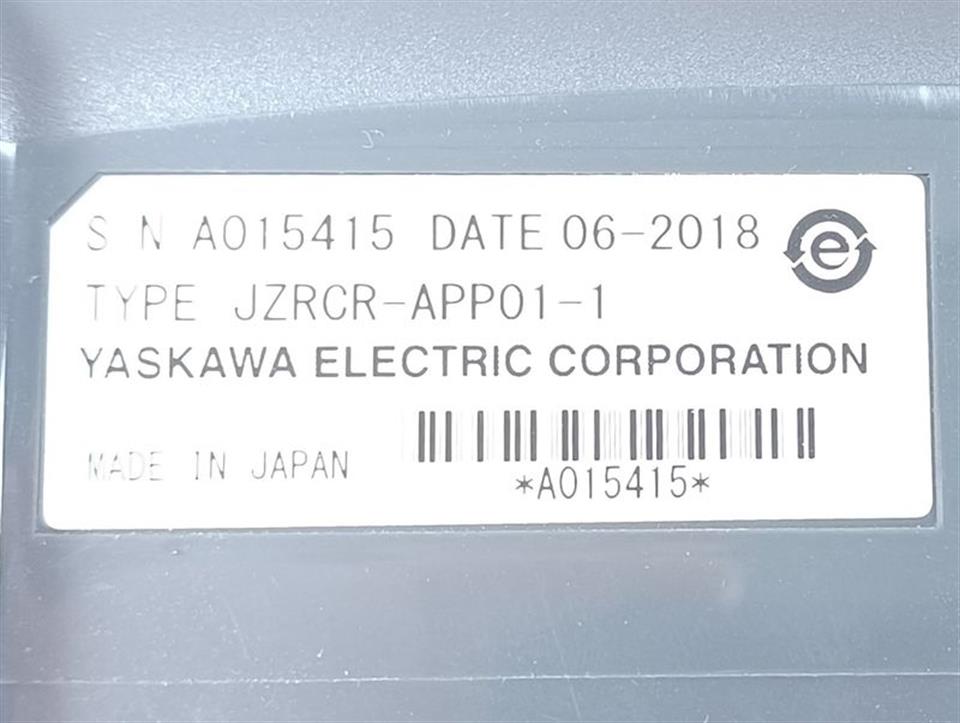 S N A015415 DATE 06-2018
e
TYPE JZRCR-APP01-1
YASKAWA ELECTRIC CORPORATION
MADE IN JAPAN
*A015415*